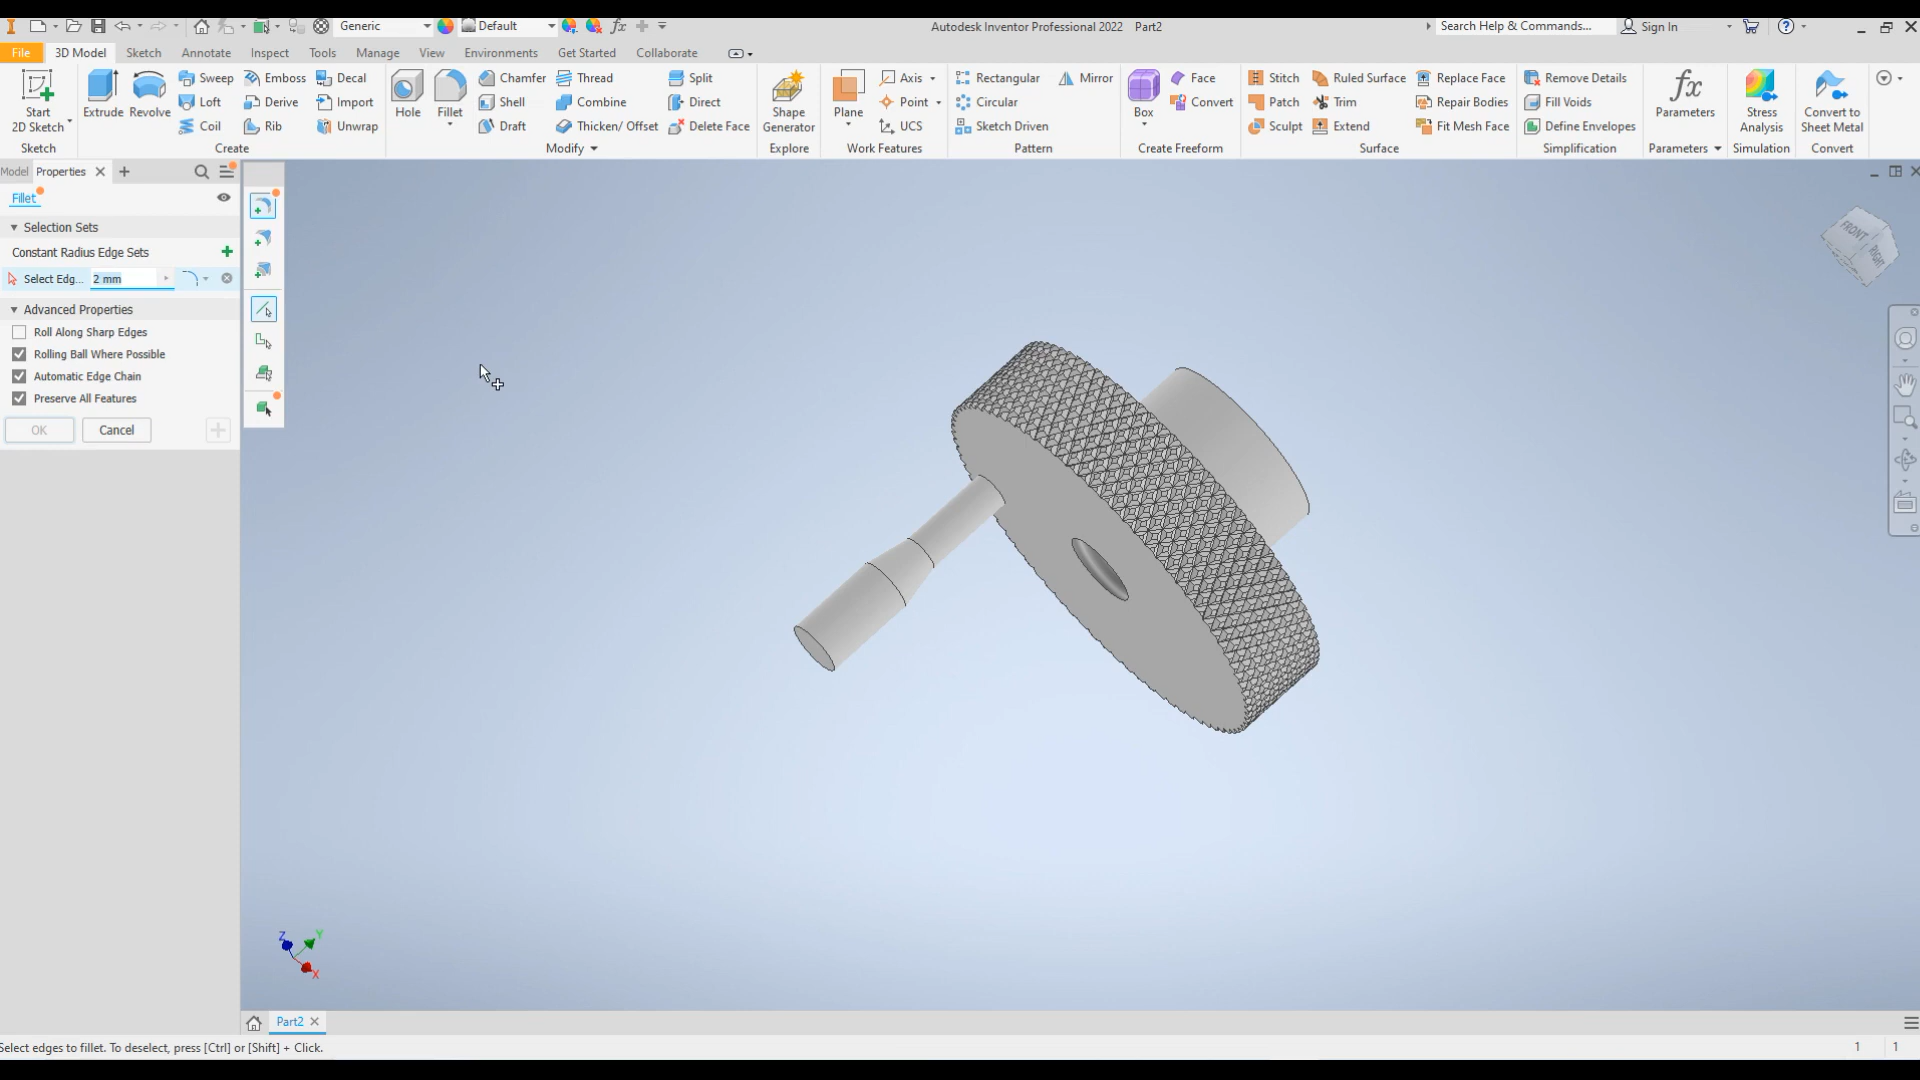 Generic
Default
fx
Autodesk Inventor Professional 2022 Part2
Search Help & Commands...
Sign In
File 3D Model Sketch Annotate Inspect Tools Manage View Environments Get Started Collaborate
Start 2D Sketch
Extrude
Revolve
Sweep Emboss Decal
Loft Derive Import
Coil Rib Unwrap
Hole
Fillet
Chamfer Thread Split
Shell Combine Direct
Draft Thicken/ Offset Delete Face
Shape Generator
Plane
Axis
Point
UCS
Rectangular Mirror
Circular
Sketch Driven
Box
Face
Convert
Stitch Ruled Surface Replace Face
Patch Trim Repair Bodies
Sculpt Extend Fit Mesh Face
Remove Details
Fill Voids
Define Envelopes
fx
Parameters
Stress Analysis
Convert to Sheet Metal
Sketch Create Modify Explore Work Features Pattern Create Freeform Surface Simplification Parameters Simulation Convert
Model Properties
Fillet
Selection Sets
Constant Radius Edge Sets
Select Edg... 2 mm
Advanced Properties
Roll Along Sharp Edges
Rolling Ball Where Possible
Automatic Edge Chain
Preserve All Features
OK Cancel
FRONT
RIGHT
Z
Y
X
Part2
Select edges to fillet. To deselect, press [Ctrl] or [Shift] + Click.
1 1